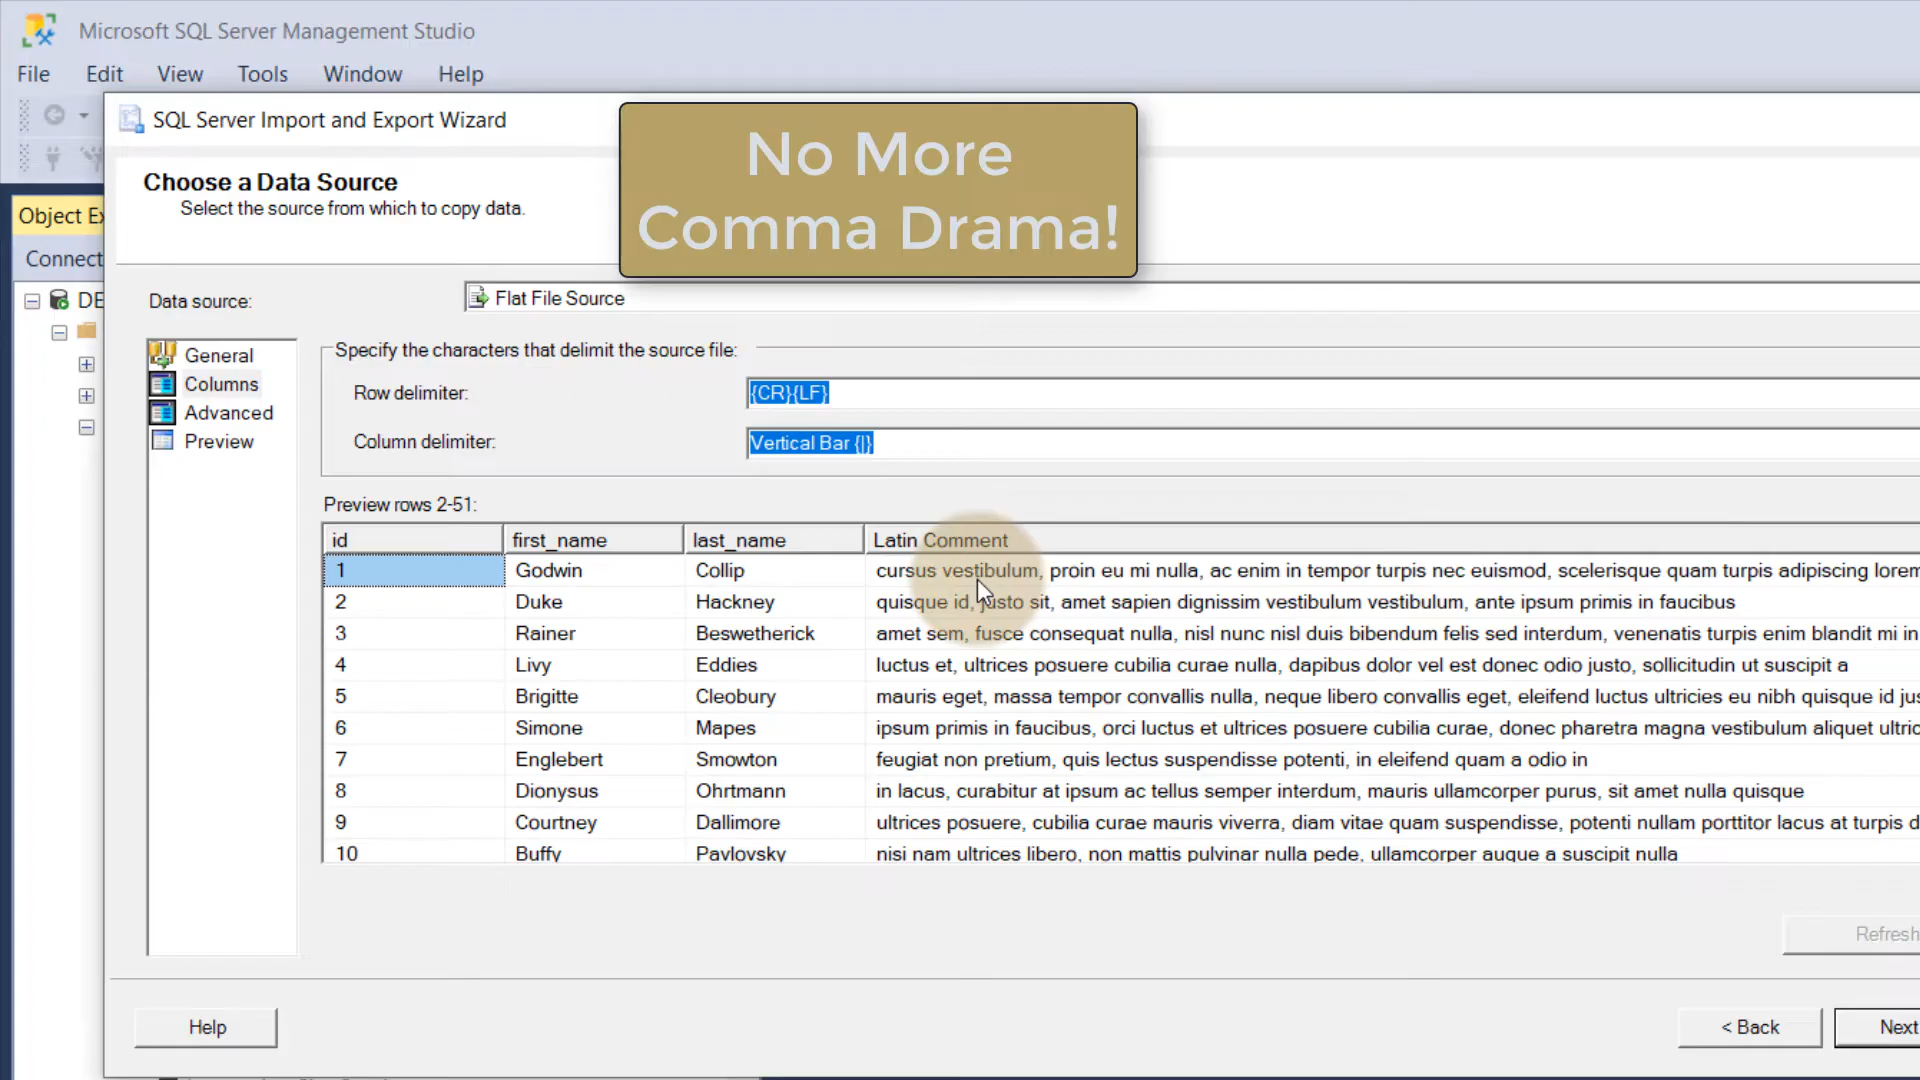 Microsoft SQL Server Management Studio
File Edit View Tools Window Help
SQL Server Import and Export Wizard
No More
Comma Drama!
Choose a Data Source
Select the source from which to copy data.
Object Ex
Connect
DE
Data source: Flat File Source
General
Columns
Advanced
Preview
Specify the characters that delimit the source file:
Row delimiter: {CR}{LF}
Column delimiter: Vertical Bar {|}
Preview rows 2-51:
id first_name last_name Latin Comment
1 Godwin Collip cursus vestibulum, proin eu mi nulla, ac enim in tempor turpis nec euismod, scelerisque quam turpis adipiscing lorem
2 Duke Hackney quisque id, justo sit, amet sapien dignissim vestibulum vestibulum, ante ipsum primis in faucibus
3 Rainer Beswetherick amet sem, fusce consequat nulla, nisl nunc nisl duis bibendum felis sed interdum, venenatis turpis enim blandit mi in
4 Livy Eddies luctus et, ultrices posuere cubilia curae nulla, dapibus dolor vel est donec odio justo, sollicitudin ut suscipit a
5 Brigitte Cleobury mauris eget, massa tempor convallis nulla, neque libero convallis eget, eleifend luctus ultricies eu nibh quisque id jus
6 Simone Mapes ipsum primis in faucibus, orci luctus et ultrices posuere cubilia curae, donec pharetra magna vestibulum aliquet ultric
7 Englebert Smowton feugiat non pretium, quis lectus suspendisse potenti, in eleifend quam a odio in
8 Dionysus Ohrtmann in lacus, curabitur at ipsum ac tellus semper interdum, mauris ullamcorper purus, sit amet nulla quisque
9 Courtney Dallimore ultrices posuere, cubilia curae mauris viverra, diam vitae quam suspendisse, potenti nullam porttitor lacus at turpis d
10 Buffy Pavlovsky nisi nam ultrices libero, non mattis pulvinar nulla pede, ullamcorper augue a suscipit nulla
Refresh
Help < Back Next